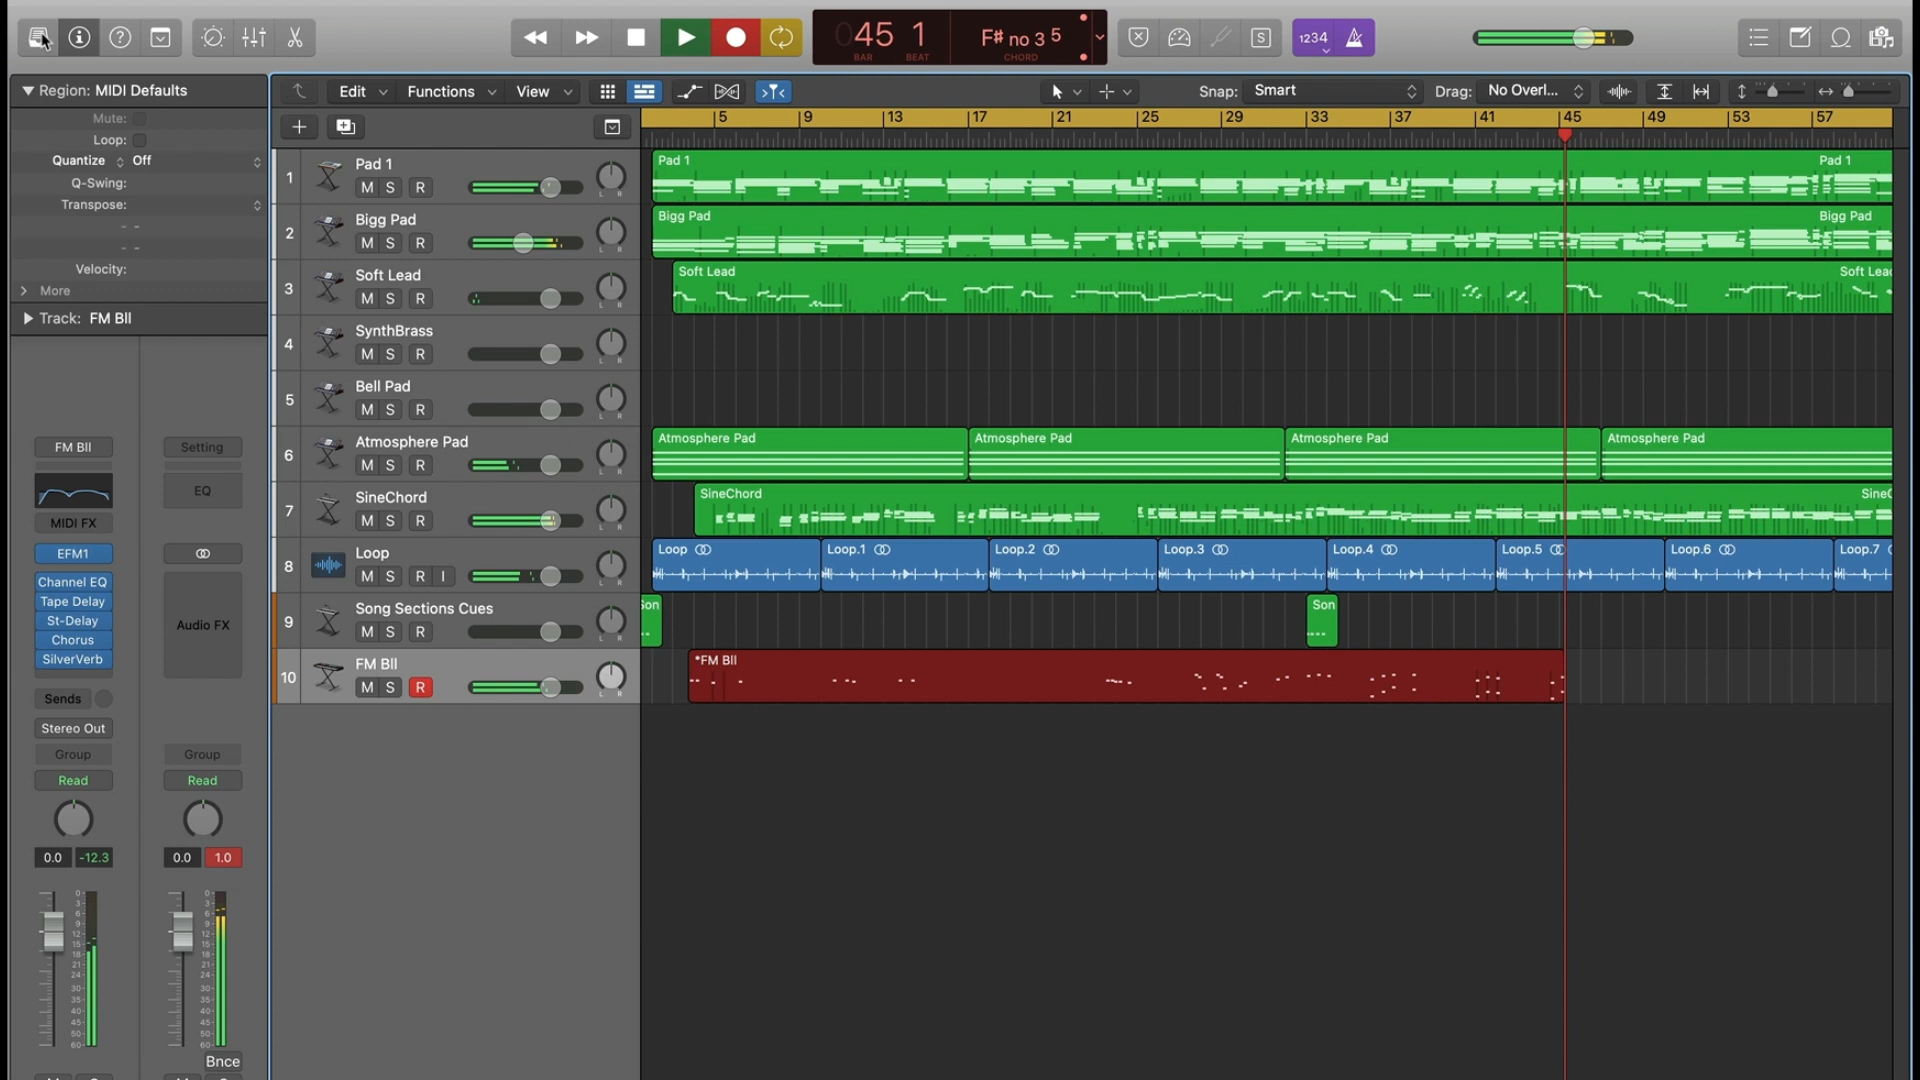 45 1 F# no 3 5
BAR BEAT CHORD
S
1234
Region: MIDI Defaults
Mute:
Loop:
Quantize Off
Q-Swing:
Transpose:
- -
- -
Velocity:
More
Track: FM Bll
FM Bll Setting
EQ
MIDI FX
EFM1
Channel EQ
Tape Delay
St-Delay
Chorus
SilverVerb
Audio FX
Sends
Stereo Out
Group Group
Read Read
0.0 -12.3 0.0 1.0
Bnce
Edit Functions View Snap: Smart Drag: No Overl...
5 9 13 17 21 25 29 33 37 41 45 49 53 57
1 Pad 1
M S R
Pad 1 Pad 1
2 Bigg Pad
M S R
Bigg Pad Bigg Pad
3 Soft Lead
M S R
Soft Lead Soft Lead
4 SynthBrass
M S R
5 Bell Pad
M S R
6 Atmosphere Pad
M S R
Atmosphere Pad Atmosphere Pad Atmosphere Pad Atmosphere Pad
7 SineChord
M S R
SineChord SineC
8 Loop
M S R I
Loop Loop.1 Loop.2 Loop.3 Loop.4 Loop.5 Loop.6 Loop.7
9 Song Sections Cues
M S R
Son Son
10 FM Bll
M S R
*FM Bll